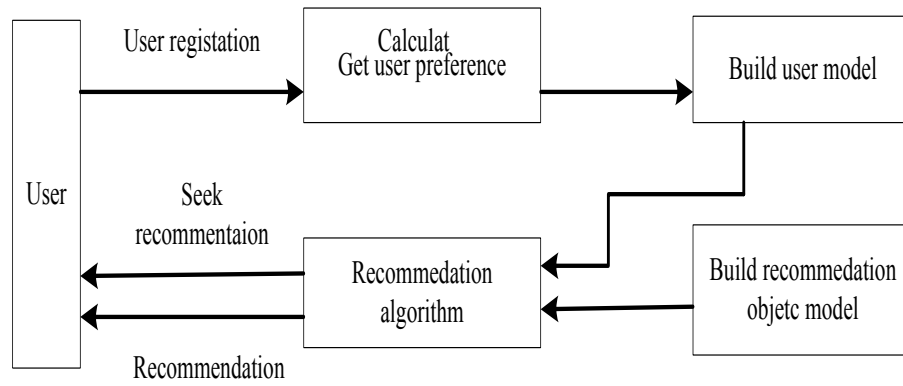 User registation
Calculat
Get user preference
Build user model
User
Seek
recommentaion
Recommedation
algorithm
Build recommedation
objetc model
Recommendation